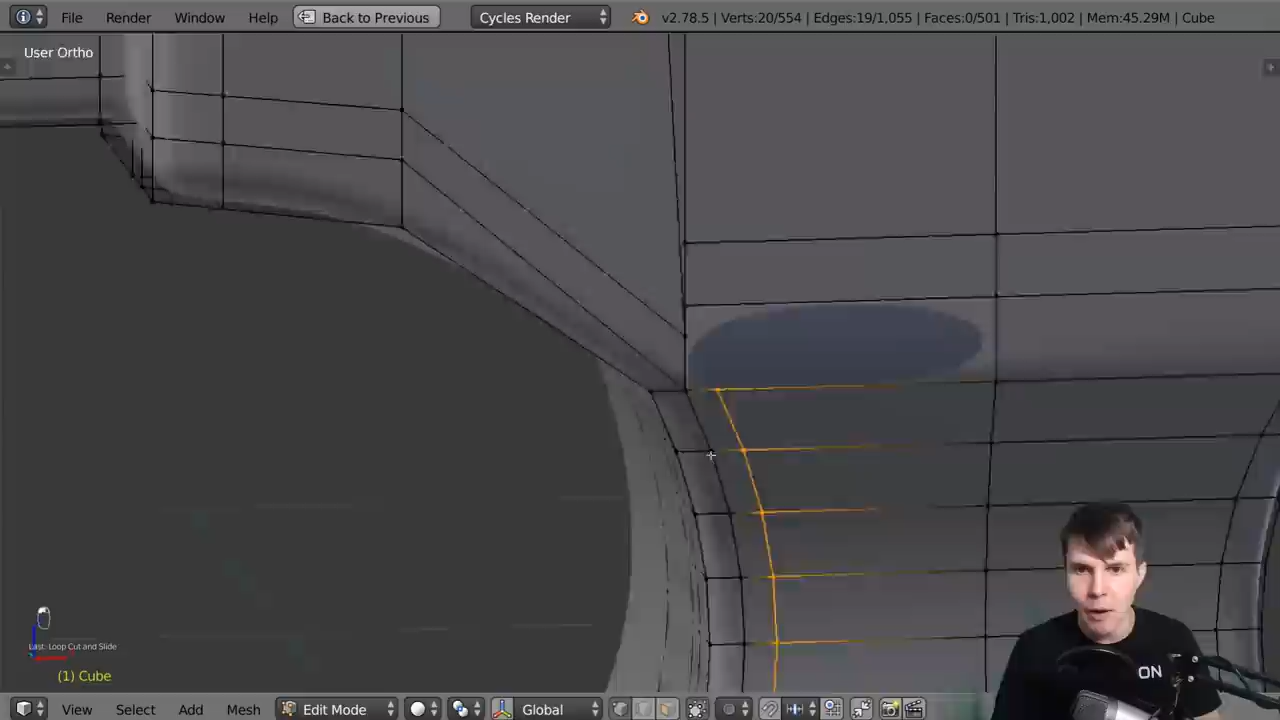 File Render Window Help Back to Previous Cycles Render v2.78.5 | Verts:20/554 | Edges:19/1,055 | Faces:0/501 | Tris:1,002 | Mem:45.29M | Cube
User Ortho
ON
Last: Loop Cut and Slide
(1) Cube
View Select Add Mesh Edit Mode Global